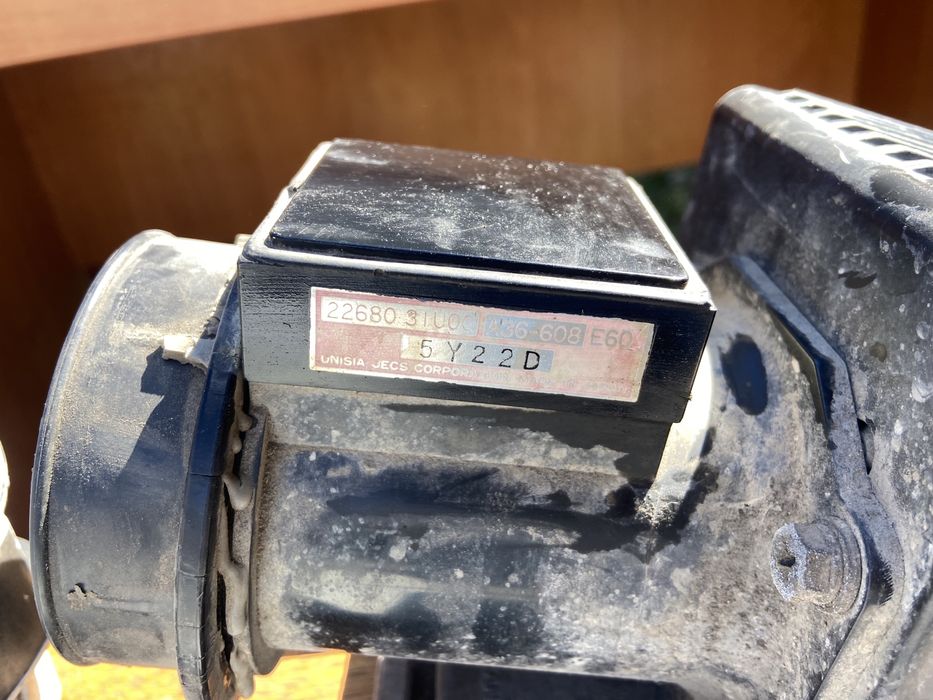 22680 31U00 A36-608 E60
5Y22D
UNISIA JECS CORPORATION